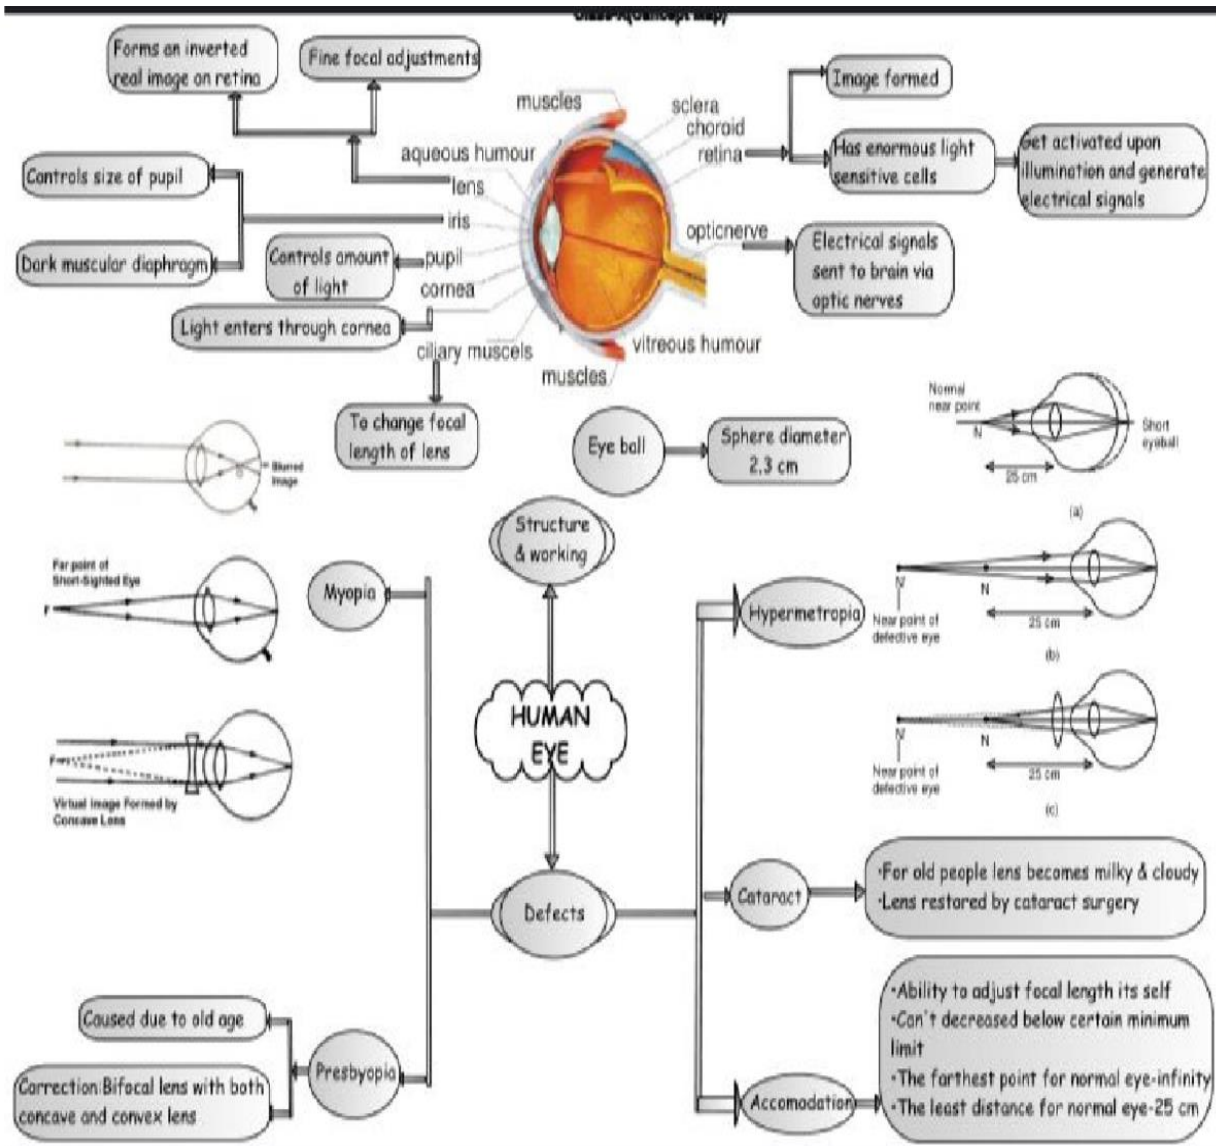 Class-X(Concept Map)
Forms an inverted
real image on retina
Fine focal adjustments
muscles
sclera
choroid
retina
Image formed
Has enormous light
sensitive cells
Get activated upon
illumination and generate
electrical signals
aqueous humour
lens
Controls size of pupil
iris
Dark muscular diaphragm
Controls amount
of light
pupil
cornea
Light enters through cornea
ciliary muscels
muscles
vitreous humour
opticnerve
Electrical signals
sent to brain via
optic nerves
To change focal
length of lens
Eye ball
Sphere diameter
2.3 cm
Normal
near point
N
Short
eyeball
25 cm
(a)
Blurred
Image
Structure
& working
Far point of
Short-Sighted Eye
F
Myopia
Hypermetropia
N'
N
Near point of
defective eye
25 cm
(b)
HUMAN
EYE
F
Virtual Image Formed by
Concave Lens
N'
N
Near point of
defective eye
25 cm
(c)
Defects
Cataract
•For old people lens becomes milky & cloudy
•Lens restored by cataract surgery
Caused due to old age
Presbyopia
Correction:Bifocal lens with both
concave and convex lens
Accomodation
•Ability to adjust focal length its self
•Can't decreased below certain minimum
limit
•The farthest point for normal eye-infinity
•The least distance for normal eye-25 cm